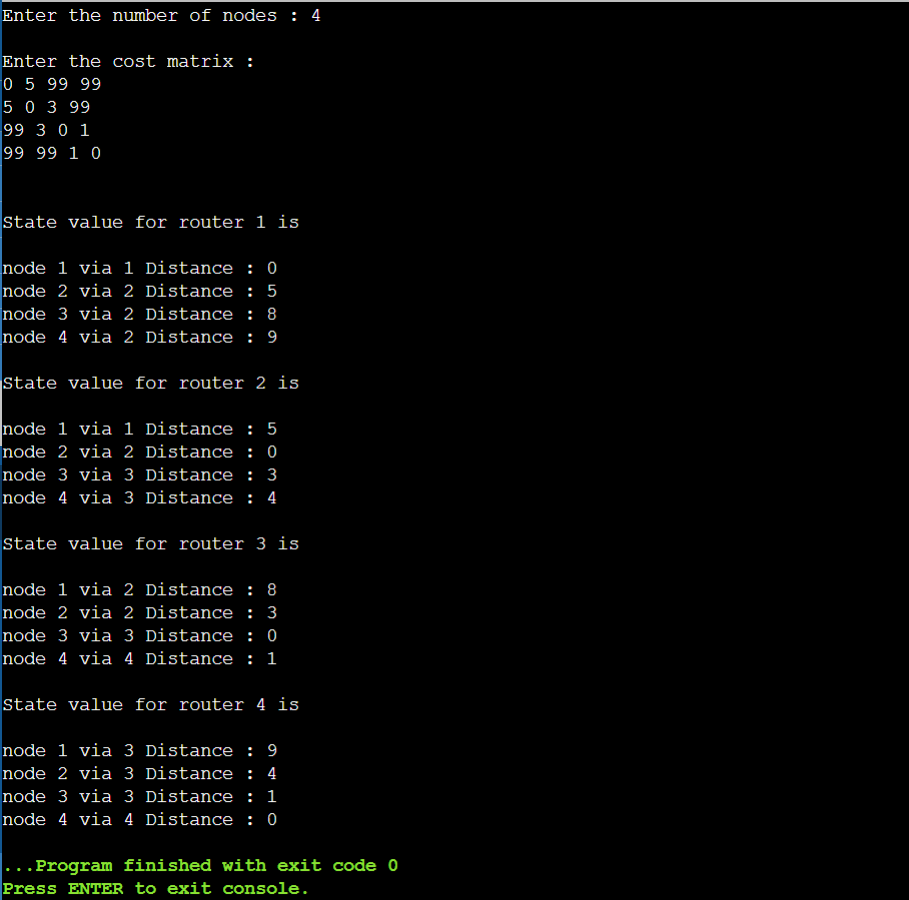 Enter the number of nodes : 4
Enter the cost matrix :
0 5 99 99
5 0 3 99
99 3 0 1
99 99 1 0
State value for router 1 is
node 1 via 1 Distance : 0
node 2 via 2 Distance : 5
node 3 via 2 Distance : 8
node 4 via 2 Distance : 9
State value for router 2 is
node 1 via 1 Distance : 5
node 2 via 2 Distance : 0
node 3 via 3 Distance : 3
node 4 via 3 Distance : 4
State value for router 3 is
node 1 via 2 Distance : 8
node 2 via 2 Distance : 3
node 3 via 3 Distance : 0
node 4 via 4 Distance : 1
State value for router 4 is
node 1 via 3 Distance : 9
node 2 via 3 Distance : 4
node 3 via 3 Distance : 1
node 4 via 4 Distance : 0
...Program finished with exit code 0
Press ENTER to exit console.